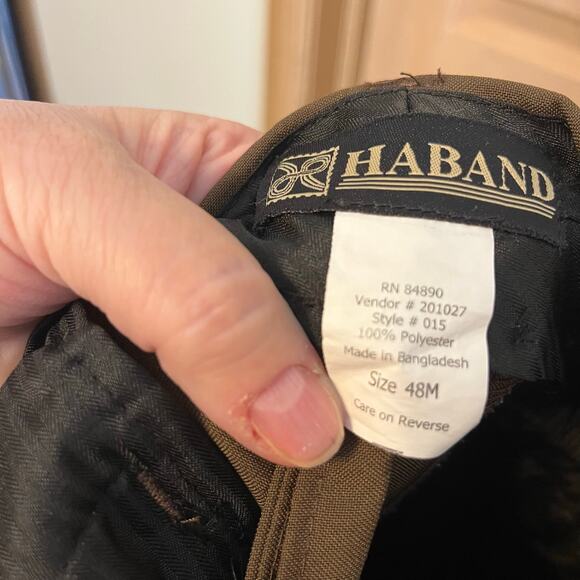 HABAND
RN 84890
Vendor # 201027
Style # 015
100% Polyester
Made in Bangladesh
Size 48M
Care on Reverse